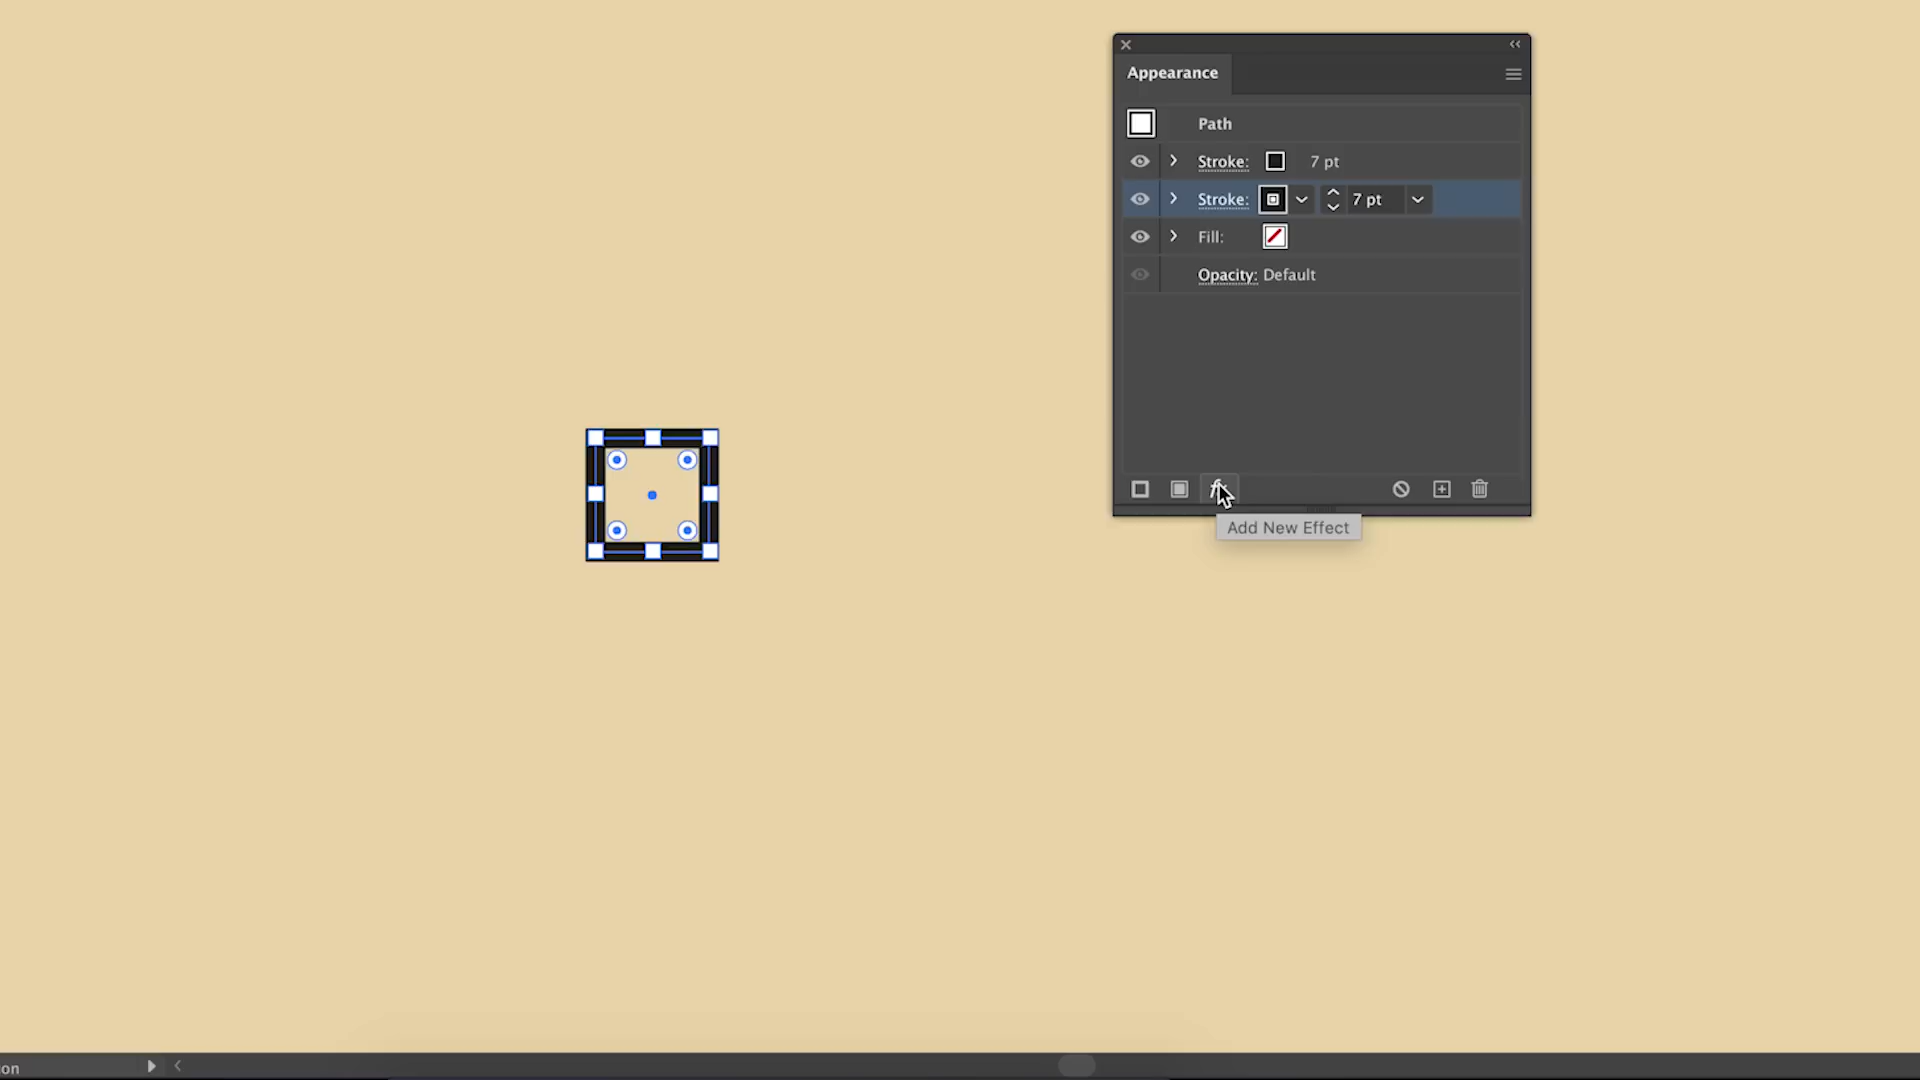 Appearance
Path
Stroke: 7 pt
Stroke: 7 pt
Fill:
Opacity: Default
Add New Effect
on